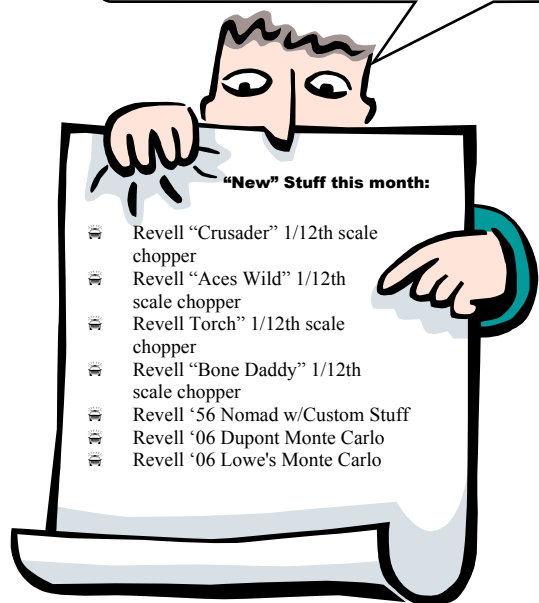 “New” Stuff this month:
Revell “Crusader” 1/12th scale
chopper
Revell “Aces Wild” 1/12th
scale chopper
Revell Torch” 1/12th scale
chopper
Revell “Bone Daddy” 1/12th
scale chopper
Revell ‘56 Nomad w/Custom Stuff
Revell ‘06 Dupont Monte Carlo
Revell ‘06 Lowe's Monte Carlo